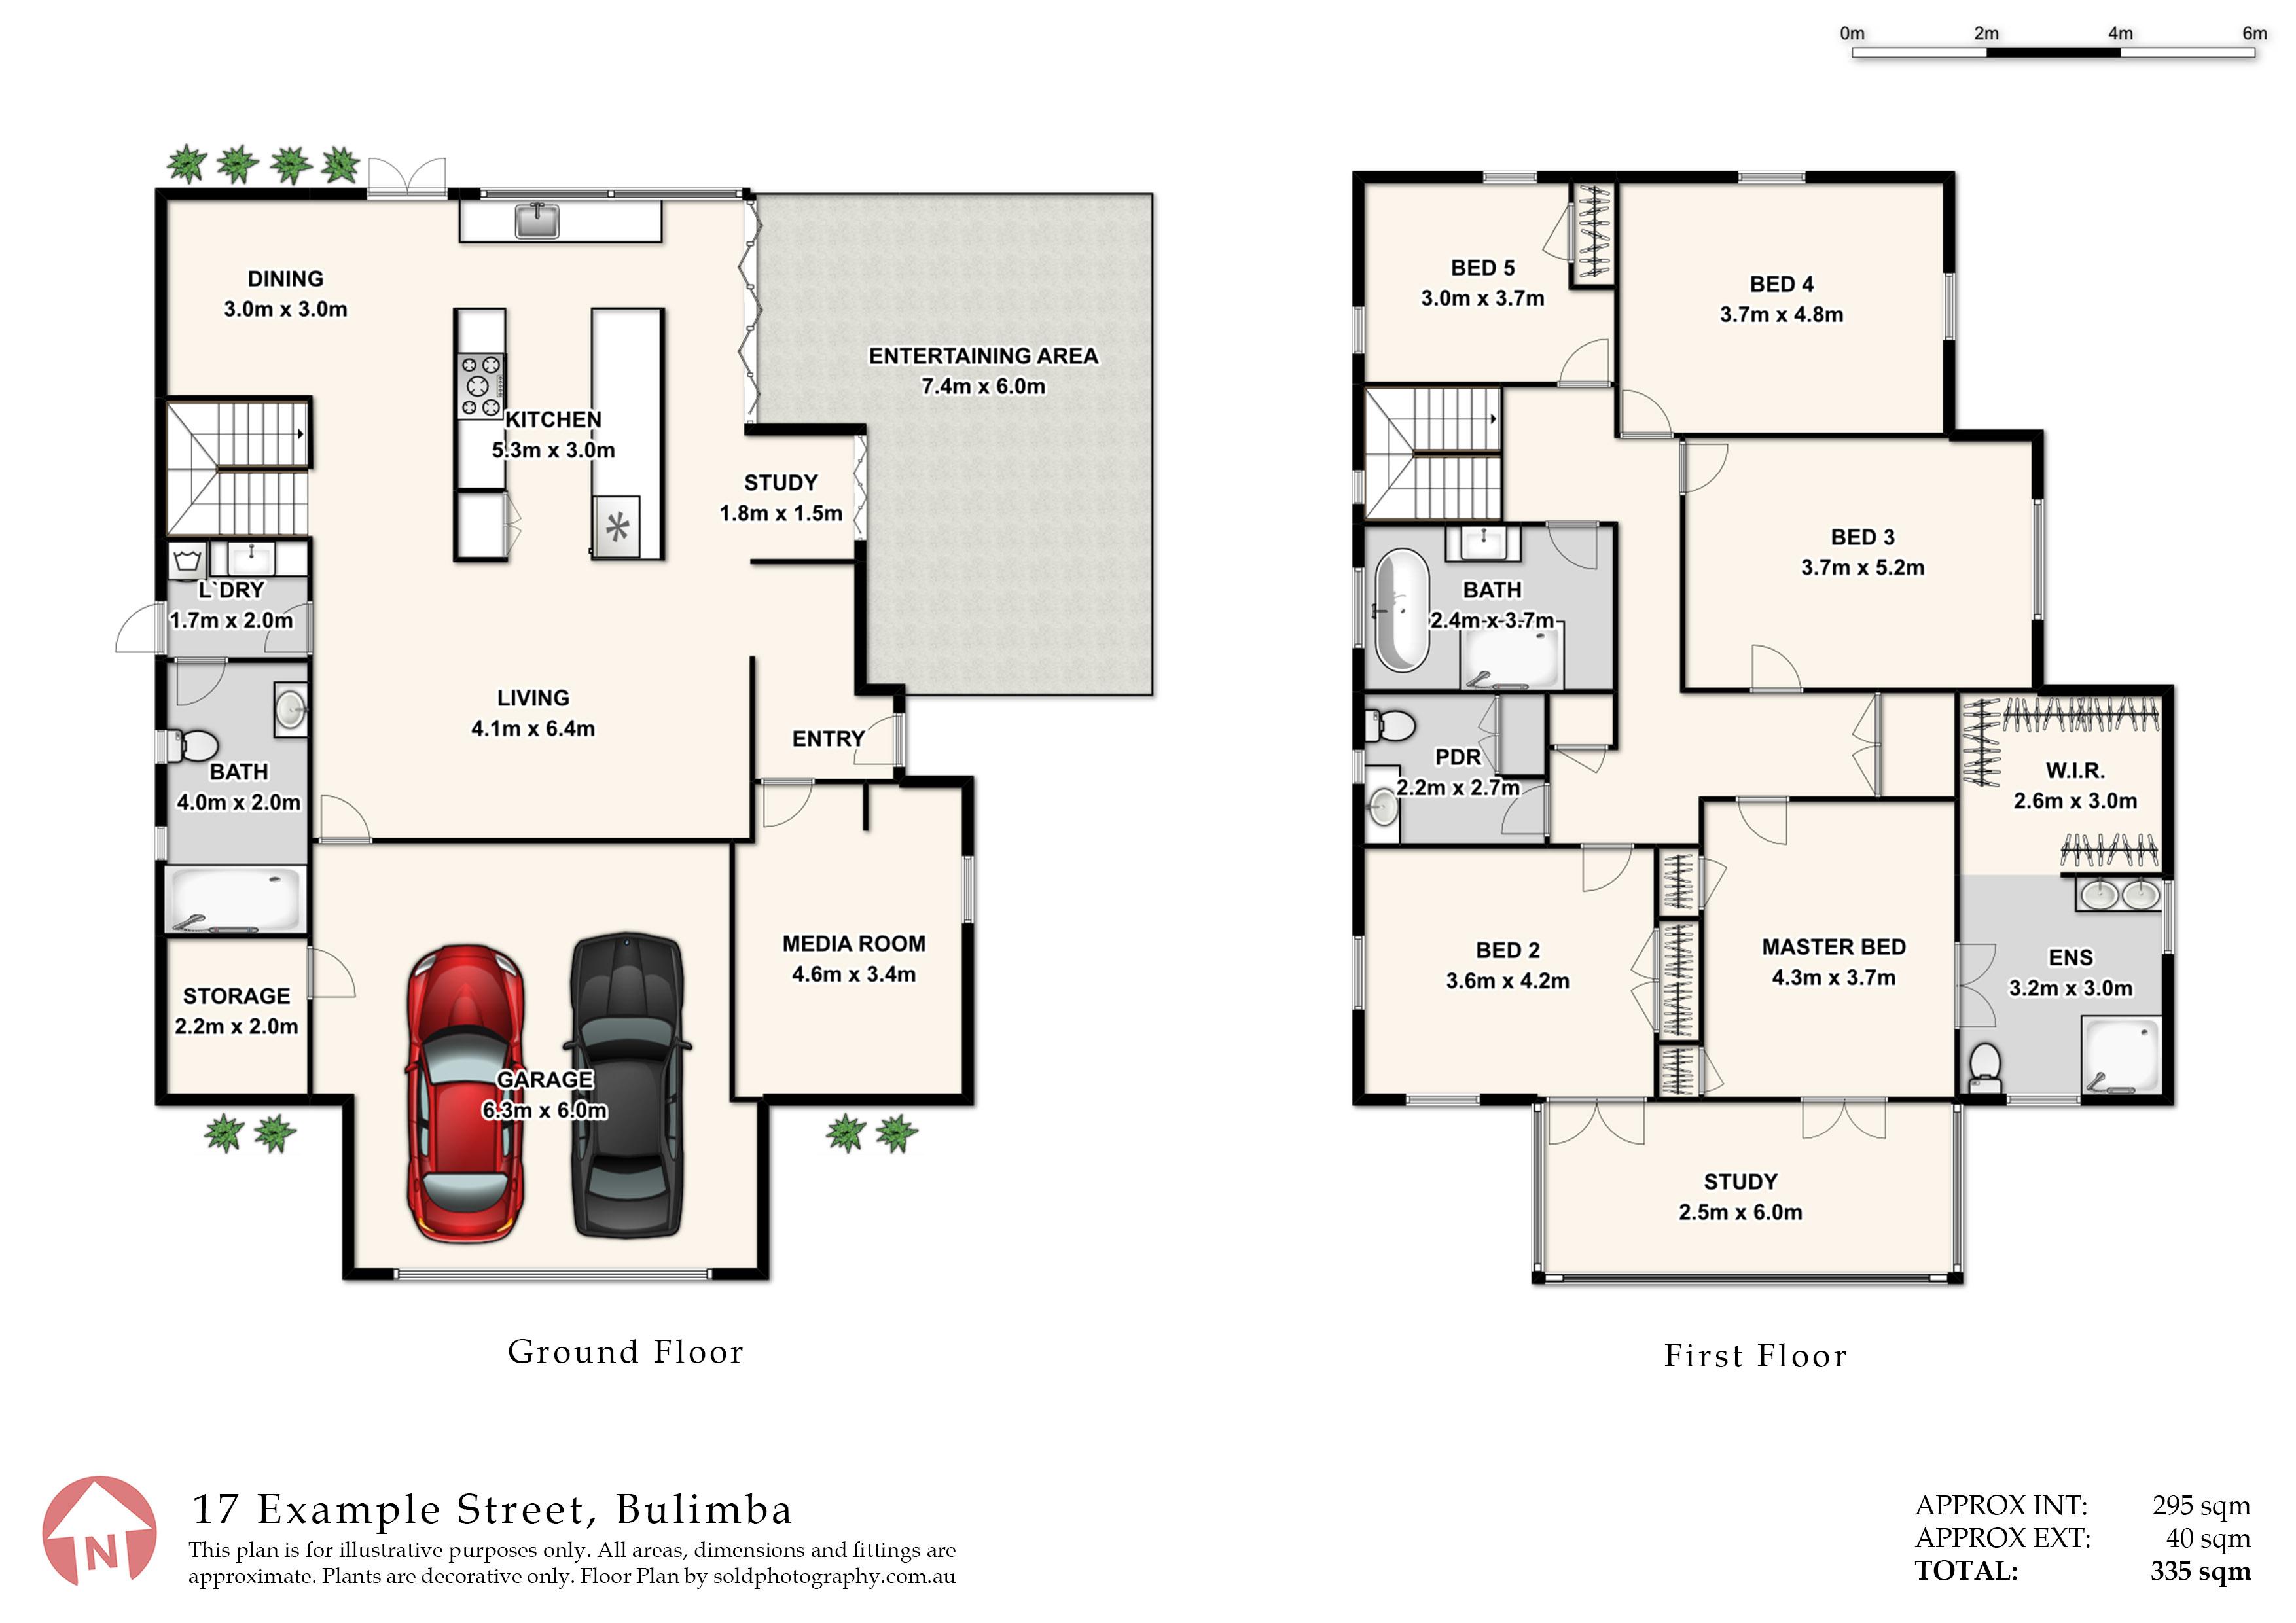 0m 2m 4m 6m
DINING
3.0m x 3.0m
ENTERTAINING AREA
7.4m x 6.0m
KITCHEN
5.3m x 3.0m
STUDY
1.8m x 1.5m
L`DRY
1.7m x 2.0m
LIVING
4.1m x 6.4m
ENTRY
BATH
4.0m x 2.0m
MEDIA ROOM
4.6m x 3.4m
STORAGE
2.2m x 2.0m
GARAGE
6.3m x 6.0m
Ground Floor
BED 5
3.0m x 3.7m
BED 4
3.7m x 4.8m
BED 3
3.7m x 5.2m
BATH
2.4m x 3.7m
PDR
2.2m x 2.7m
W.I.R.
2.6m x 3.0m
BED 2
3.6m x 4.2m
MASTER BED
4.3m x 3.7m
ENS
3.2m x 3.0m
STUDY
2.5m x 6.0m
First Floor
N
17 Example Street, Bulimba
This plan is for illustrative purposes only. All areas, dimensions and fittings are
approximate. Plants are decorative only. Floor Plan by soldphotography.com.au
APPROX INT: 295 sqm
APPROX EXT: 40 sqm
TOTAL: 335 sqm